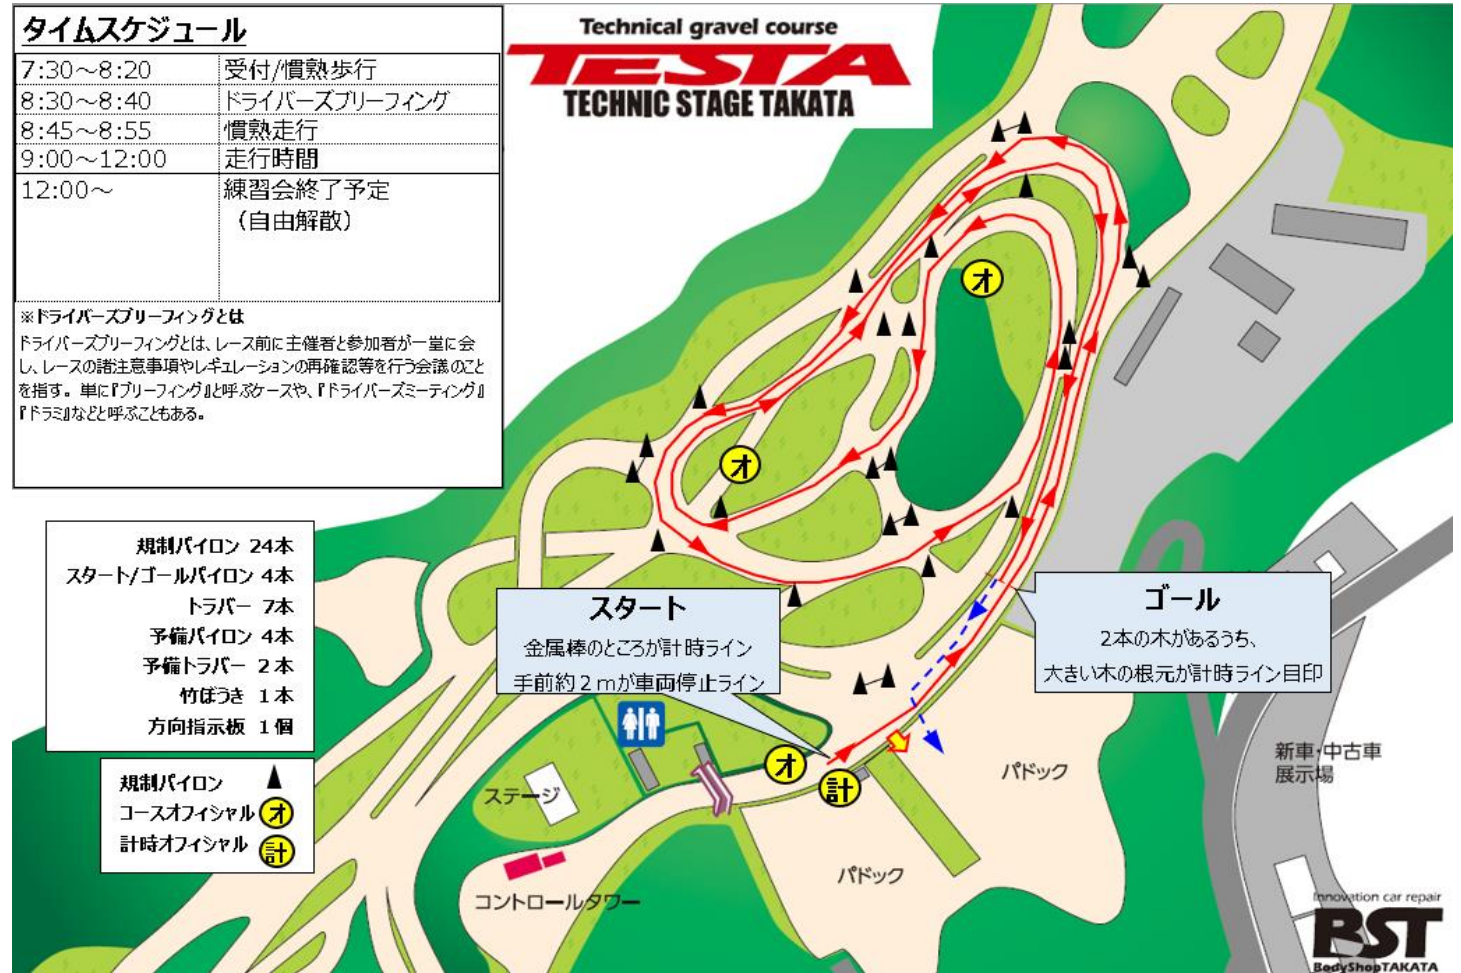 タイムスケジュール
7:30～8:20 受付/慣熟歩行
8:30～8:40 ドライバーズブリーフィング
8:45～8:55 慣熟走行
9:00～12:00 走行時間
12:00～ 練習会終了予定
（自由解散）
※ドライバーズブリーフィングとは
ドライバーズブリーフィングとは、レース前に主催者と参加者が一堂に会
し、レースの諸注意事項やレギュレーションの再確認等を行う会議のこと
を指す。単に『ブリーフィング』と呼ぶケースや、『ドライバーズミーティング』
『ドラミ』などと呼ぶこともある。
Technical gravel course
TESTA
TECHNIC STAGE TAKATA
オ
オ
規制パイロン 24本
スタート/ゴールパイロン 4本
トラバー 7本
予備パイロン 4本
予備トラバー 2本
竹ぼうき 1本
方向指示板 1個
規制パイロン
コースオフィシャル オ
計時オフィシャル 計
スタート
金属棒のところが計時ライン
手前約2mが車両停止ライン
ゴール
2本の木があるうち、
大きい木の根元が計時ライン目印
オ
計
ステージ
コントロールタワー
パドック
パドック
新車・中古車
展示場
Innovation car repair
BST
BodyShopTAKATA